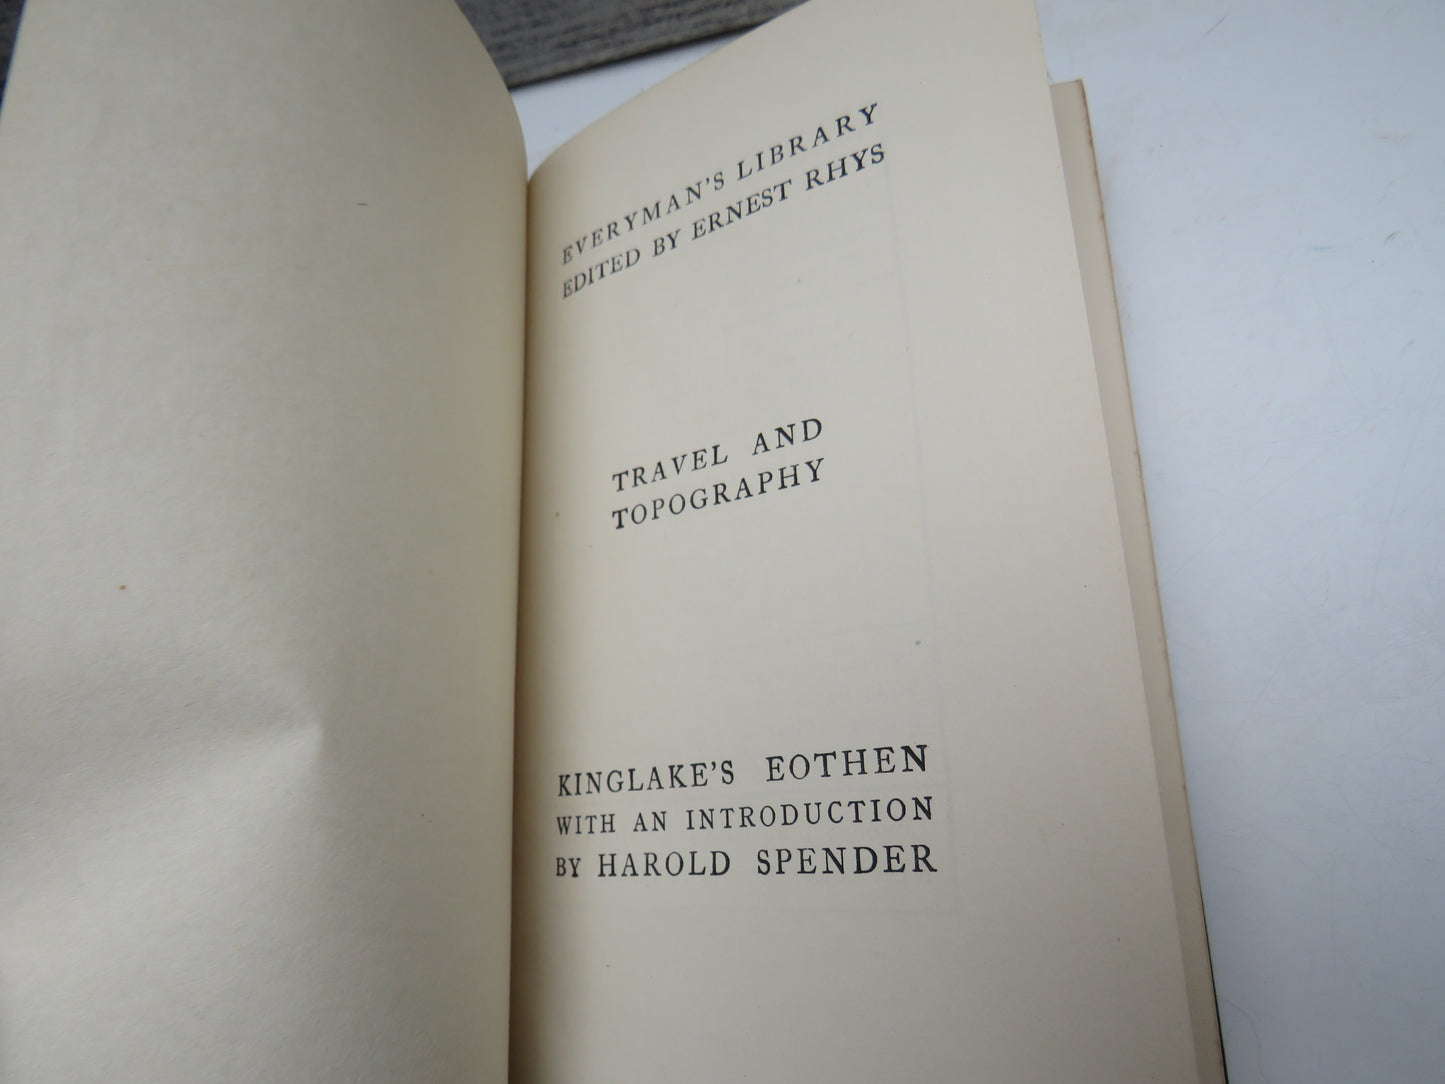 EVERYMAN'S LIBRARY
EDITED BY ERNEST RHYS
TRAVEL AND
TOPOGRAPHY
KINGLAKE'S EOTHEN
WITH AN INTRODUCTION
BY HAROLD SPENDER